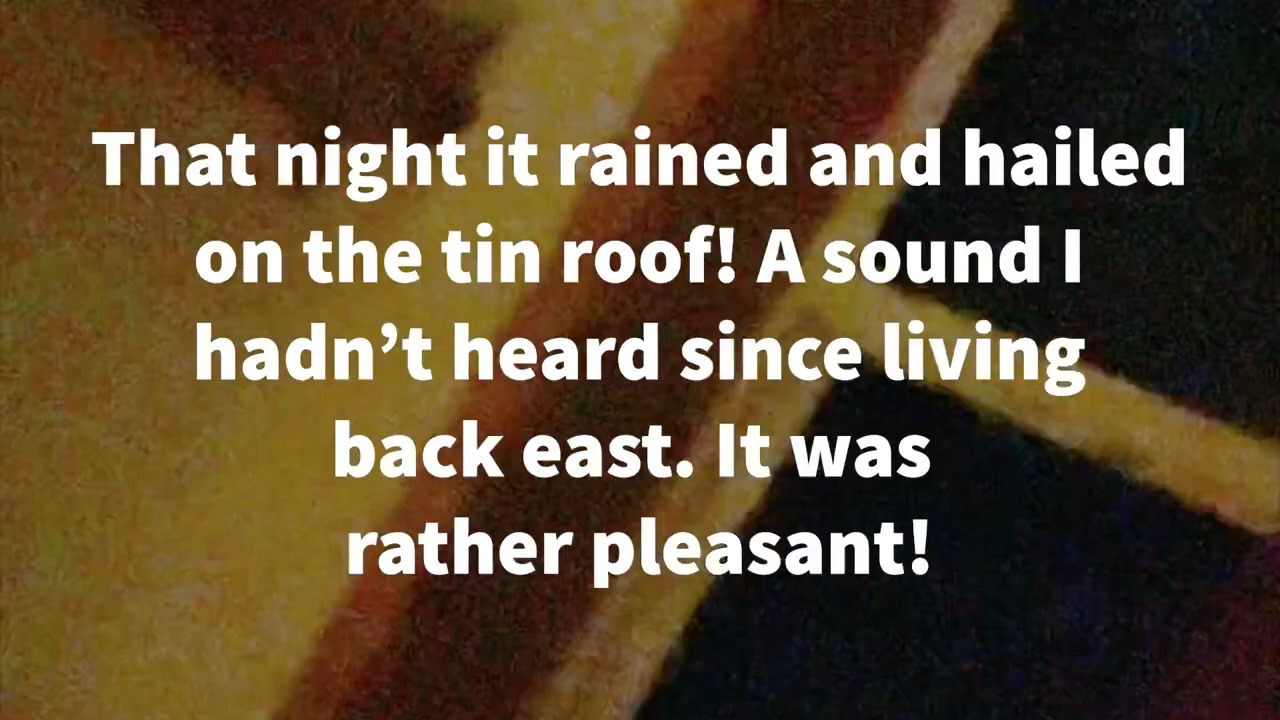 That night it rained and hailed
on the tin roof! A sound I
hadn’t heard since living
back east. It was
rather pleasant!